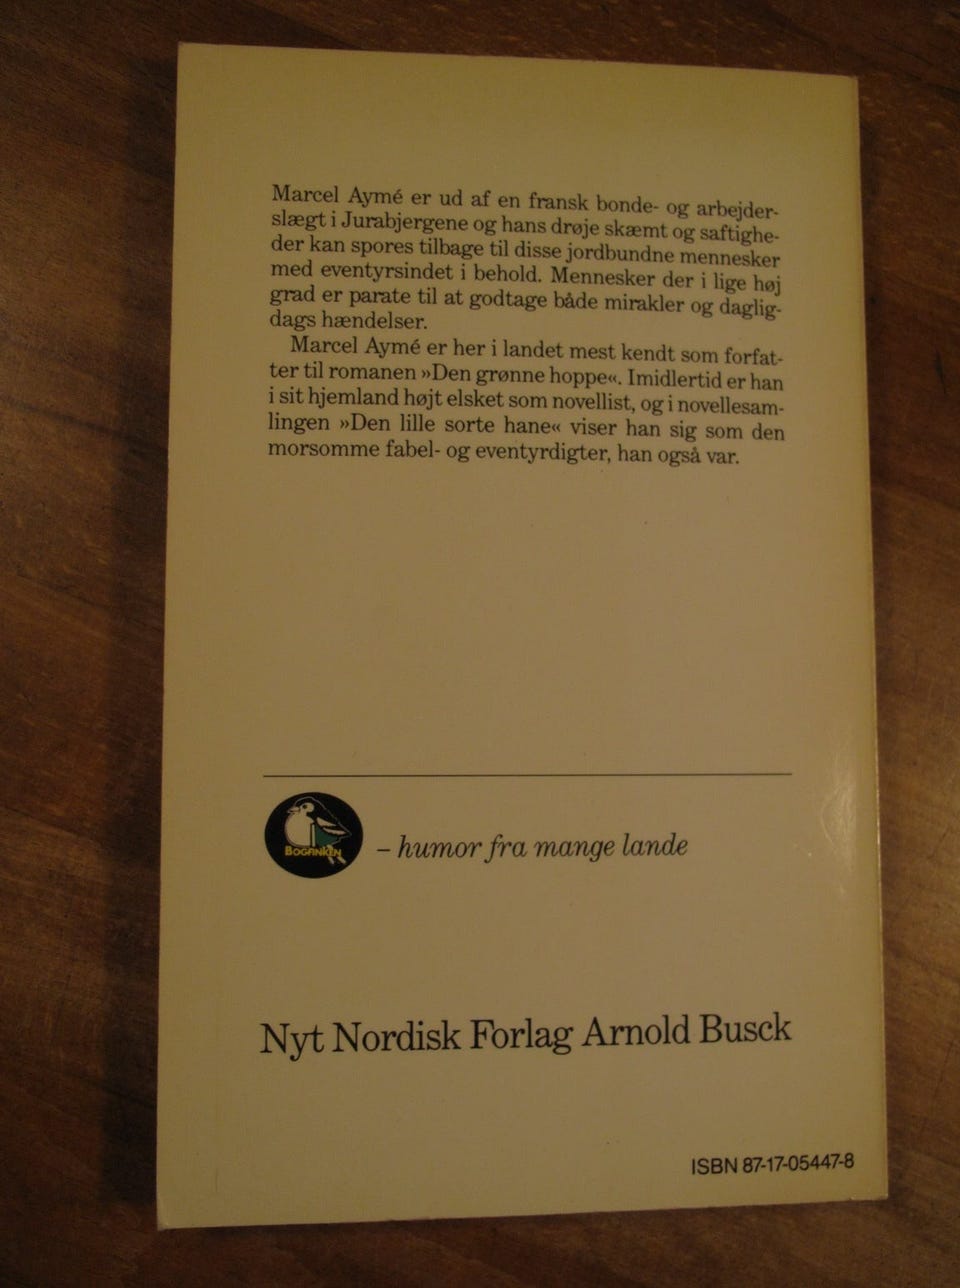 Marcel Aymé er ud af en fransk bonde- og arbejder-
slægt i Jurabjergene og hans drøje skæmt og saftighe-
der kan spores tilbage til disse jordbundne mennesker
med eventyrsindet i behold. Mennesker der i lige høj
grad er parate til at godtage både mirakler og daglig-
dags hændelser.
Marcel Aymé er her i landet mest kendt som forfat-
ter til romanen »Den grønne hoppe«. Imidlertid er han
i sit hjemland højt elsket som novellist, og i novellesam-
lingen »Den lille sorte hane« viser han sig som den
morsomme fabel- og eventyrdigter, han også var.
BOGFINKEN
– humor fra mange lande
Nyt Nordisk Forlag Arnold Busck
ISBN 87-17-05447-8